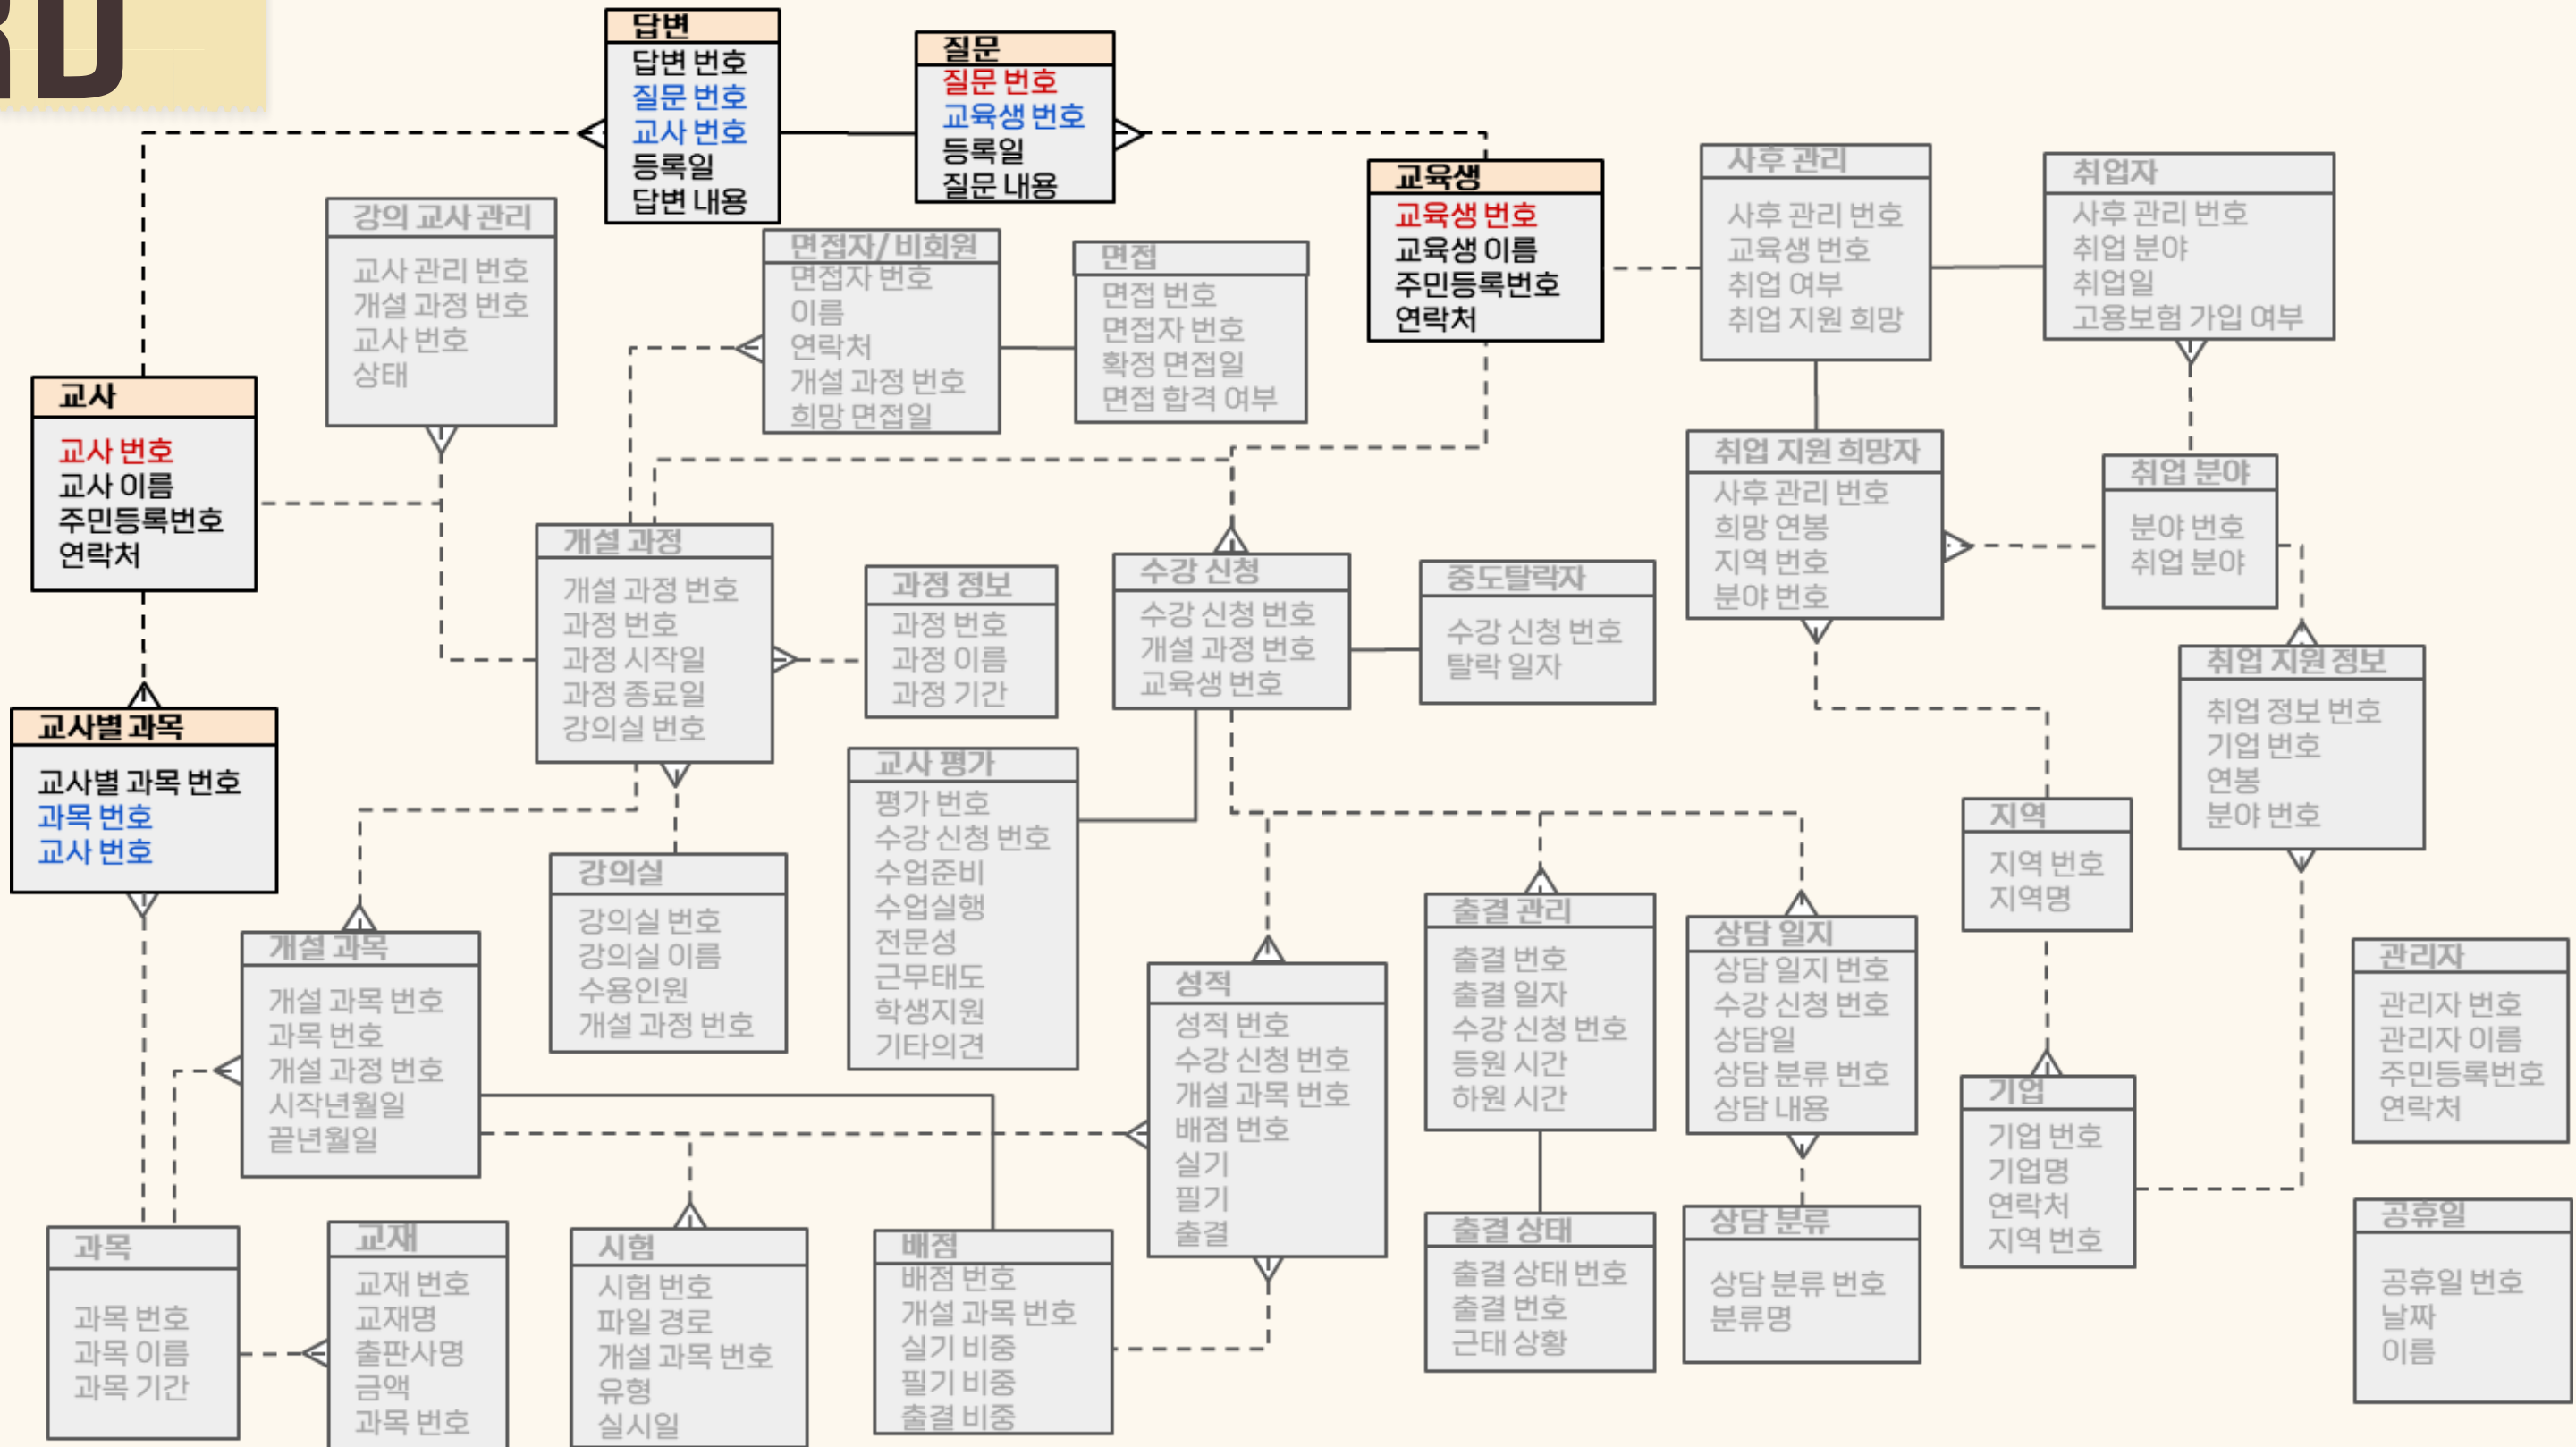 RD
답변
답변 번호
질문 번호
교사 번호
등록일
답변 내용
질문
질문 번호
교육생 번호
등록일
질문 내용
교육생
교육생 번호
교육생 이름
주민등록번호
연락처
사후 관리
사후 관리 번호
교육생 번호
취업 여부
취업 지원 희망
취업자
사후 관리 번호
취업 분야
취업일
고용보험 가입 여부
강의 교사 관리
교사 관리 번호
개설 과정 번호
교사 번호
상태
면접자/ 비회원
면접자 번호
이름
연락처
개설 과정 번호
희망 면접일
면접
면접 번호
면접자 번호
확정 면접일
면접 합격 여부
교사
교사 번호
교사 이름
주민등록번호
연락처
취업 지원 희망자
사후 관리 번호
희망 연봉
지역 번호
분야 번호
취업 분야
분야 번호
취업 분야
개설 과정
개설 과정 번호
과정 번호
과정 시작일
과정 종료일
강의실 번호
과정 정보
과정 번호
과정 이름
과정 기간
수강 신청
수강 신청 번호
개설 과정 번호
교육생 번호
중도탈락자
수강 신청 번호
탈락 일자
취업 지원 정보
취업 정보 번호
기업 번호
연봉
분야 번호
교사별 과목
교사별 과목 번호
과목 번호
교사 번호
교사 평가
평가 번호
수강 신청 번호
수업준비
수업실행
전문성
근무태도
학생지원
기타의견
지역
지역 번호
지역명
강의실
강의실 번호
강의실 이름
수용인원
개설 과정 번호
출결 관리
출결 번호
출결 일자
수강 신청 번호
등원 시간
하원 시간
상담 일지
상담 일지 번호
수강 신청 번호
상담일
상담 분류 번호
상담 내용
개설 과목
개설 과목 번호
과목 번호
개설 과정 번호
시작년월일
끝년월일
성적
성적 번호
수강 신청 번호
개설 과목 번호
배점 번호
실기
필기
출결
관리자
관리자 번호
관리자 이름
주민등록번호
연락처
기업
기업 번호
기업명
연락처
지역 번호
과목
과목 번호
과목 이름
과목 기간
교재
교재 번호
교재명
출판사명
금액
과목 번호
시험
시험 번호
파일 경로
개설 과목 번호
유형
실시일
배점
배점 번호
개설 과목 번호
실기 비중
필기 비중
출결 비중
출결 상태
출결 상태 번호
출결 번호
근태 상황
상담 분류
상담 분류 번호
분류명
공휴일
공휴일 번호
날짜
이름